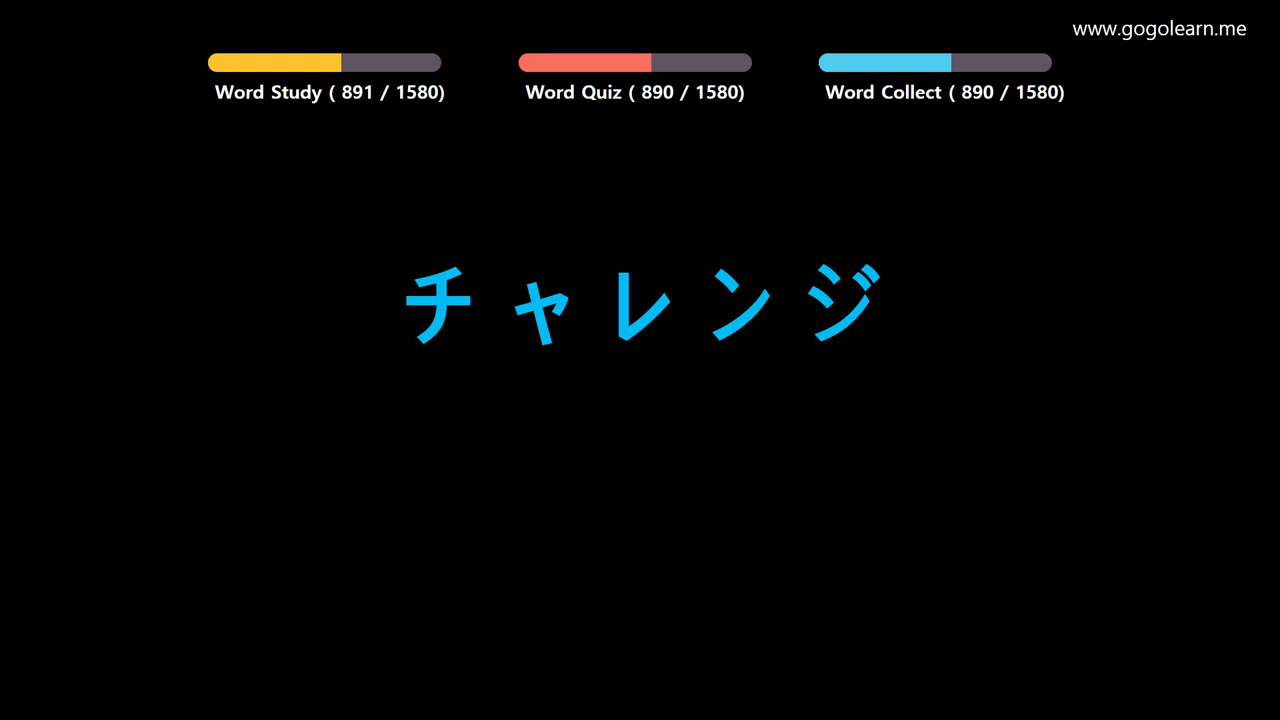 www.gogolearn.me
Word Study ( 891 / 1580)
Word Quiz ( 890 / 1580)
Word Collect ( 890 / 1580)
チャレンジ